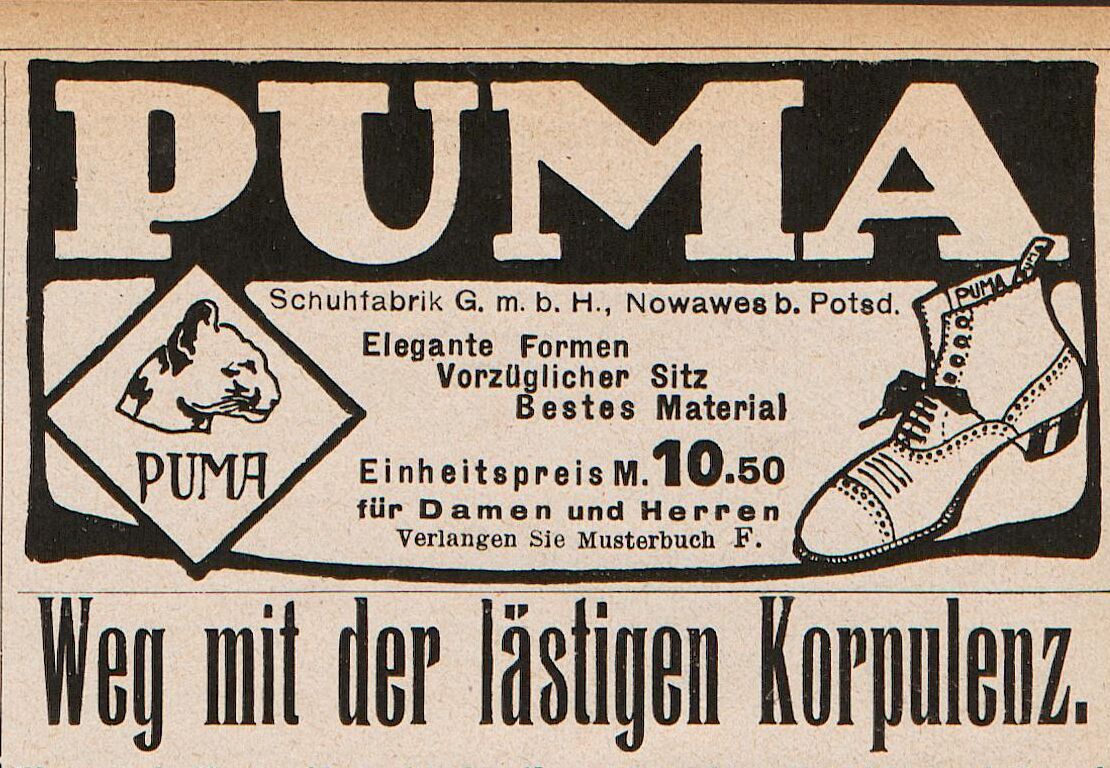 PUMA
Schuhfabrik G. m. b. H., Nowawes b. Potsd.
PUMA
Elegante Formen
Vorzüglicher Sitz
Bestes Material
PUMA
Einheitspreis M. 10.50
für Damen und Herren
Verlangen Sie Musterbuch F.
Weg mit der lästigen Korpulenz.